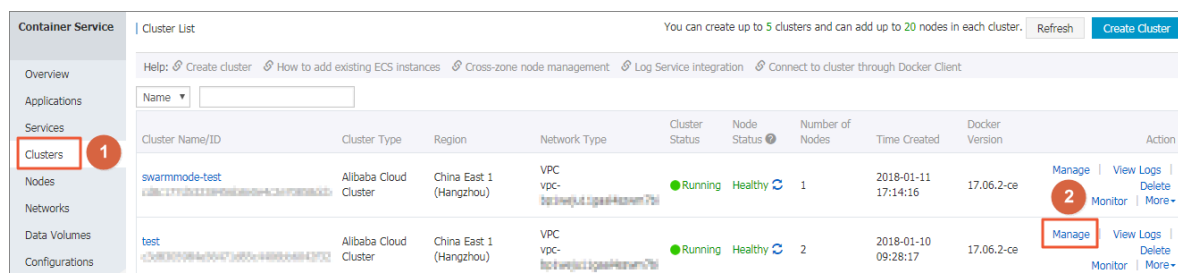 Container Service
Cluster List
You can create up to 5 clusters and can add up to 20 nodes in each cluster.
Refresh
Create Cluster
Help: Create cluster How to add existing ECS instances Cross-zone node management Log Service integration Connect to cluster through Docker Client
Overview
Applications
Services
Clusters
Nodes
Networks
Data Volumes
Configurations
1
Name
Cluster Name/ID
Cluster Type
Region
Network Type
Cluster
Status
Node
Status
Number of
Nodes
Time Created
Docker
Version
Action
swarmmode-test
Alibaba Cloud
Cluster
China East 1
(Hangzhou)
VPC
vpc-
Running
Healthy
1
2018-01-11
17:14:16
17.06.2-ce
Manage | View Logs |
Delete
Monitor | More
2
test
Alibaba Cloud
Cluster
China East 1
(Hangzhou)
VPC
vpc-
Running
Healthy
2
2018-01-10
09:28:17
17.06.2-ce
Manage | View Logs |
Delete
Monitor | More